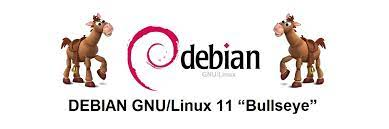 debian
GNU/Linux
DEBIAN GNU/Linux 11 “Bullseye”